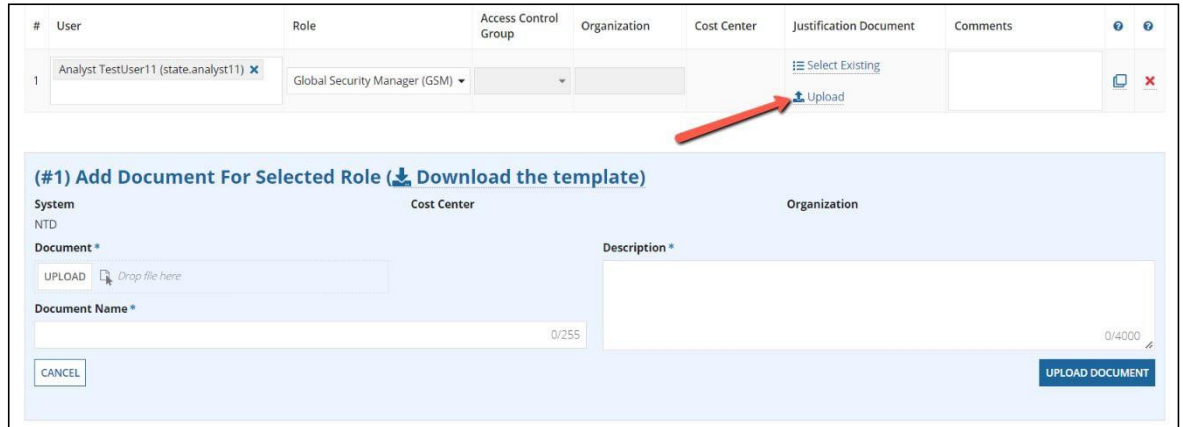 # User Role Access Control Group Organization Cost Center Justification Document Comments
1 Analyst TestUser11 (state.analyst11) Global Security Manager (GSM) Select Existing
Upload
(#1) Add Document For Selected Role (Download the template)
System Cost Center Organization
NTD
Document * Description *
UPLOAD Drop file here
Document Name *
0/255 0/4000
CANCEL UPLOAD DOCUMENT